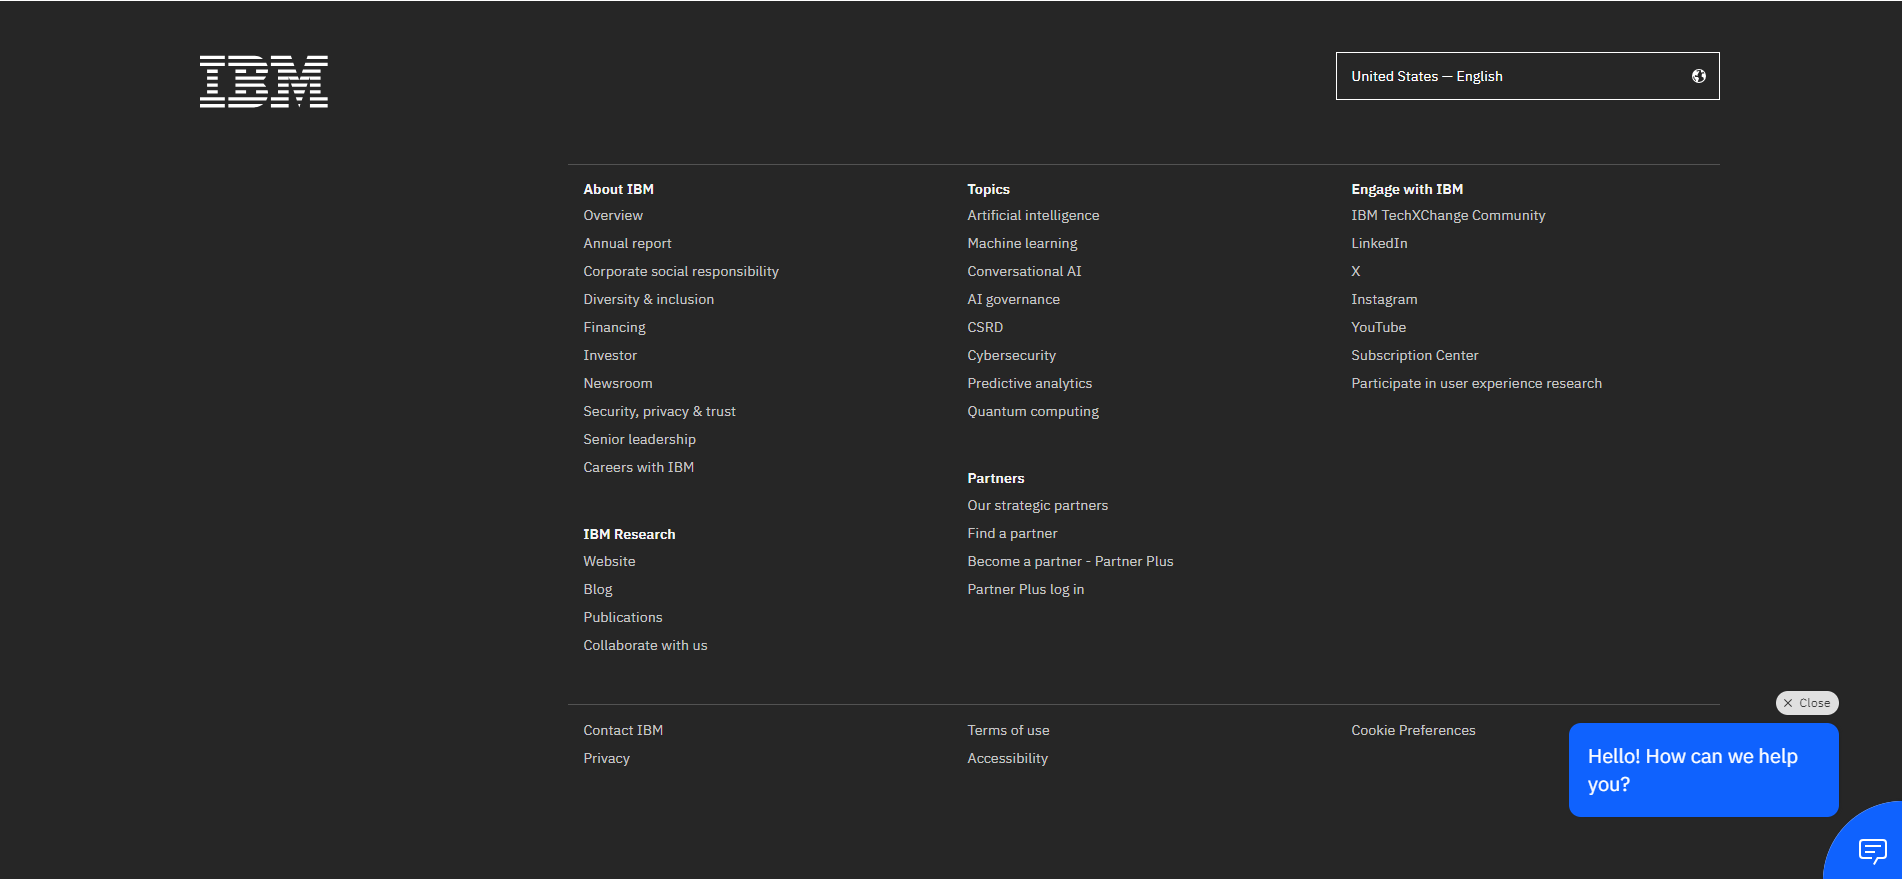 IBM
United States — English
About IBM
Overview
Annual report
Corporate social responsibility
Diversity & inclusion
Financing
Investor
Newsroom
Security, privacy & trust
Senior leadership
Careers with IBM
IBM Research
Website
Blog
Publications
Collaborate with us
Topics
Artificial intelligence
Machine learning
Conversational AI
AI governance
CSRD
Cybersecurity
Predictive analytics
Quantum computing
Partners
Our strategic partners
Find a partner
Become a partner - Partner Plus
Partner Plus log in
Engage with IBM
IBM TechXChange Community
LinkedIn
X
Instagram
YouTube
Subscription Center
Participate in user experience research
Contact IBM
Privacy
Terms of use
Accessibility
Cookie Preferences
Close
Hello! How can we help
you?